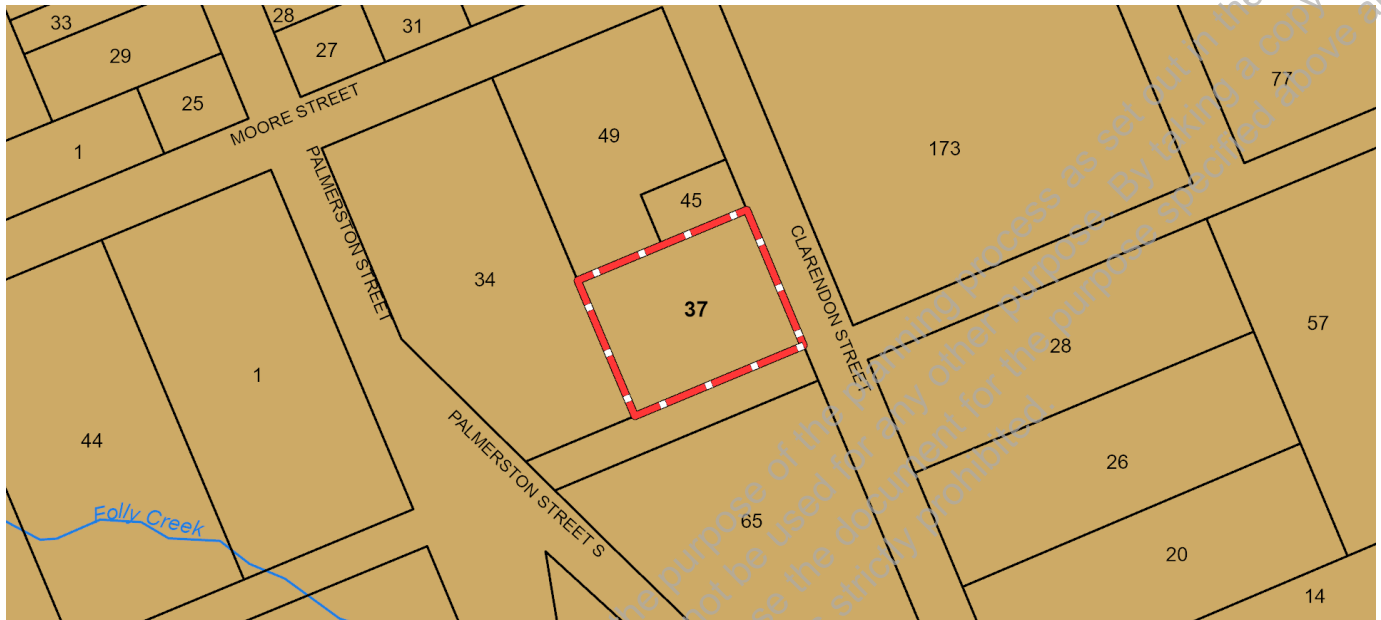 33
28
31
29
27
25
1
MOORE STREET
77
49
173
45
PALMERSTON STREET
34
37
CLARENDON STREET
57
28
1
44
26
PALMERSTON STREET S
Folly Creek
65
20
14
the purpose of the planning process as set out in the
not be used for any other purpose. By taking a copy
se the document for the purpose specified above a
strictly prohibited